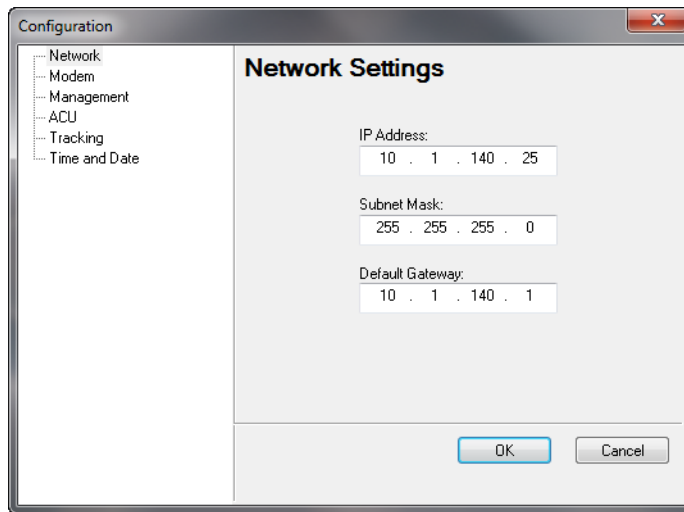 Configuration
Network
Modem
Management
ACU
Tracking
Time and Date
Network Settings
IP Address:
10 . 1 . 140 . 25
Subnet Mask:
255 . 255 . 255 . 0
Default Gateway:
10 . 1 . 140 . 1
OK
Cancel